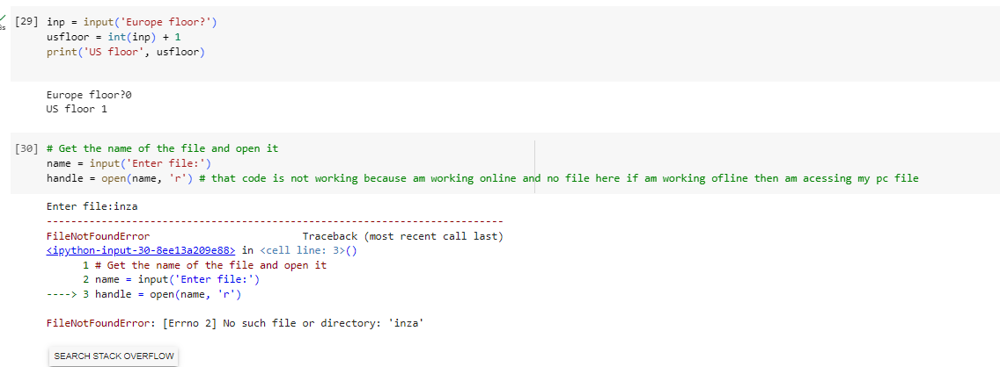 [29] inp = input('Europe floor?')
usfloor = int(inp) + 1
print('US floor', usfloor)
Europe floor?0
US floor 1
[30] # Get the name of the file and open it
name = input('Enter file:')
handle = open(name, 'r') # that code is not working because am working online and no file here if am working ofline then am acessing my pc file
Enter file:inza
---------------------------------------------------------------------------
FileNotFoundError Traceback (most recent call last)
<ipython-input-30-8ee13a209e88> in <cell line: 3>()
1 # Get the name of the file and open it
2 name = input('Enter file:')
----> 3 handle = open(name, 'r')
FileNotFoundError: [Errno 2] No such file or directory: 'inza'
SEARCH STACK OVERFLOW